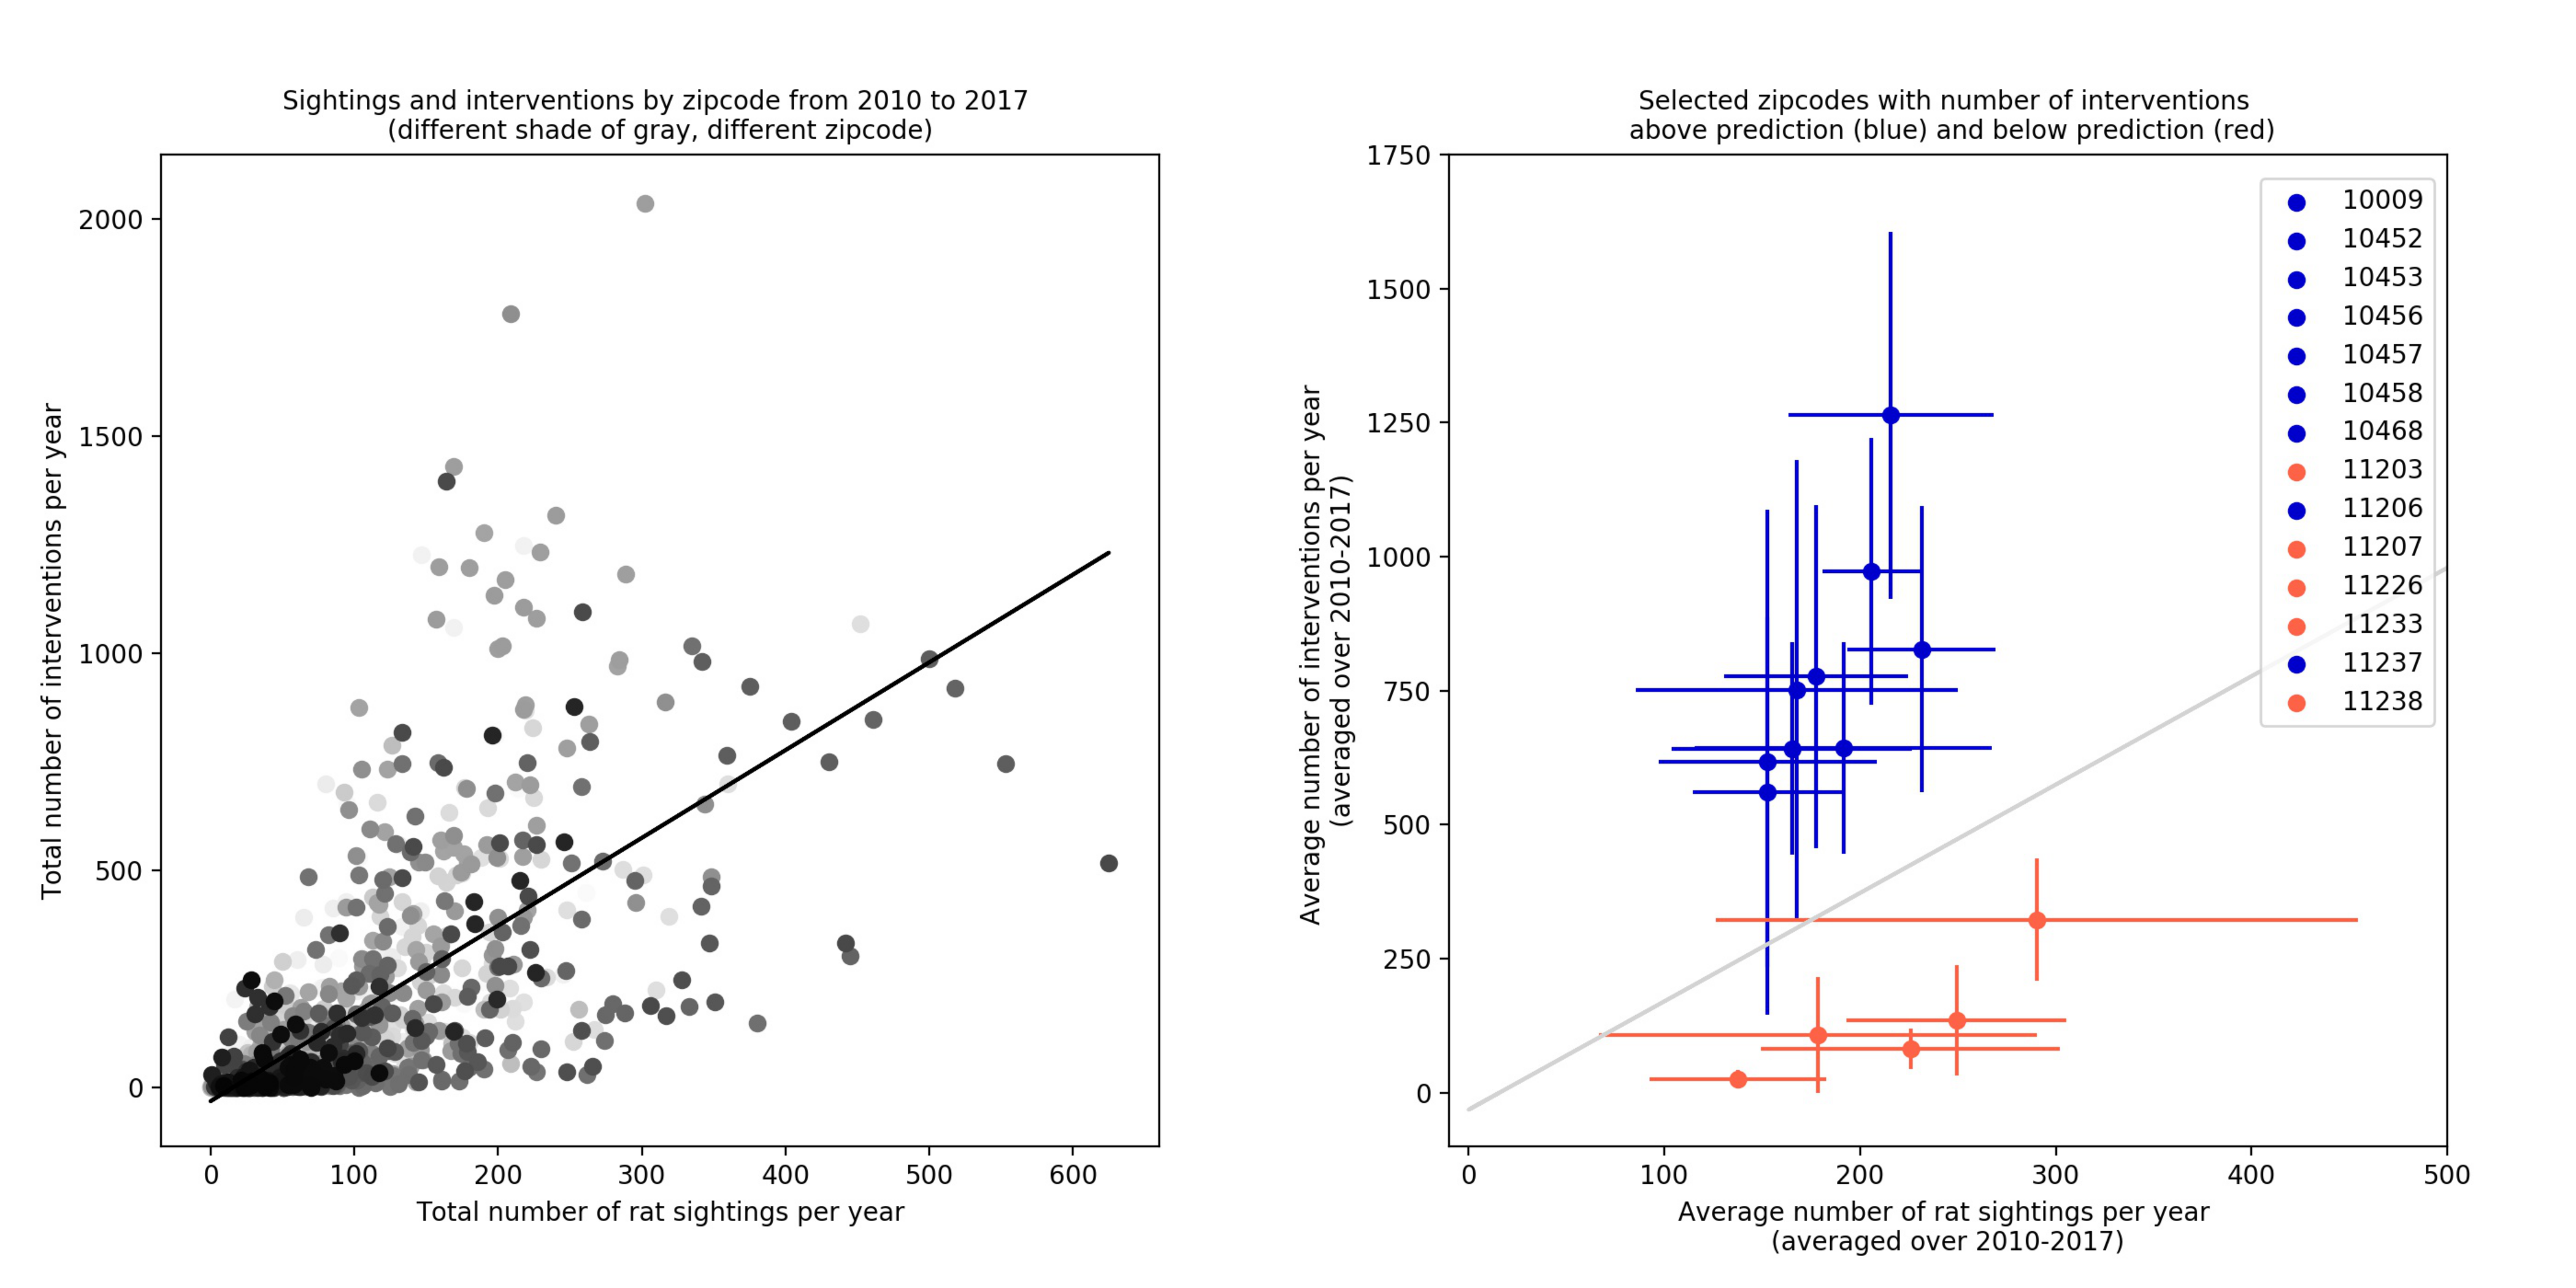 Sightings and interventions by zipcode from 2010 to 2017
(different shade of gray, different zipcode)
Total number of interventions per year
2000
1500
1000
500
0
0 100 200 300 400 500 600
Total number of rat sightings per year
Selected zipcodes with number of interventions
above prediction (blue) and below prediction (red)
Average number of interventions per year
(averaged over 2010-2017)
1750
1500
1250
1000
750
500
250
0
0 100 200 300 400 500
Average number of rat sightings per year
(averaged over 2010-2017)
10009
10452
10453
10456
10457
10458
10468
11203
11206
11207
11226
11233
11237
11238